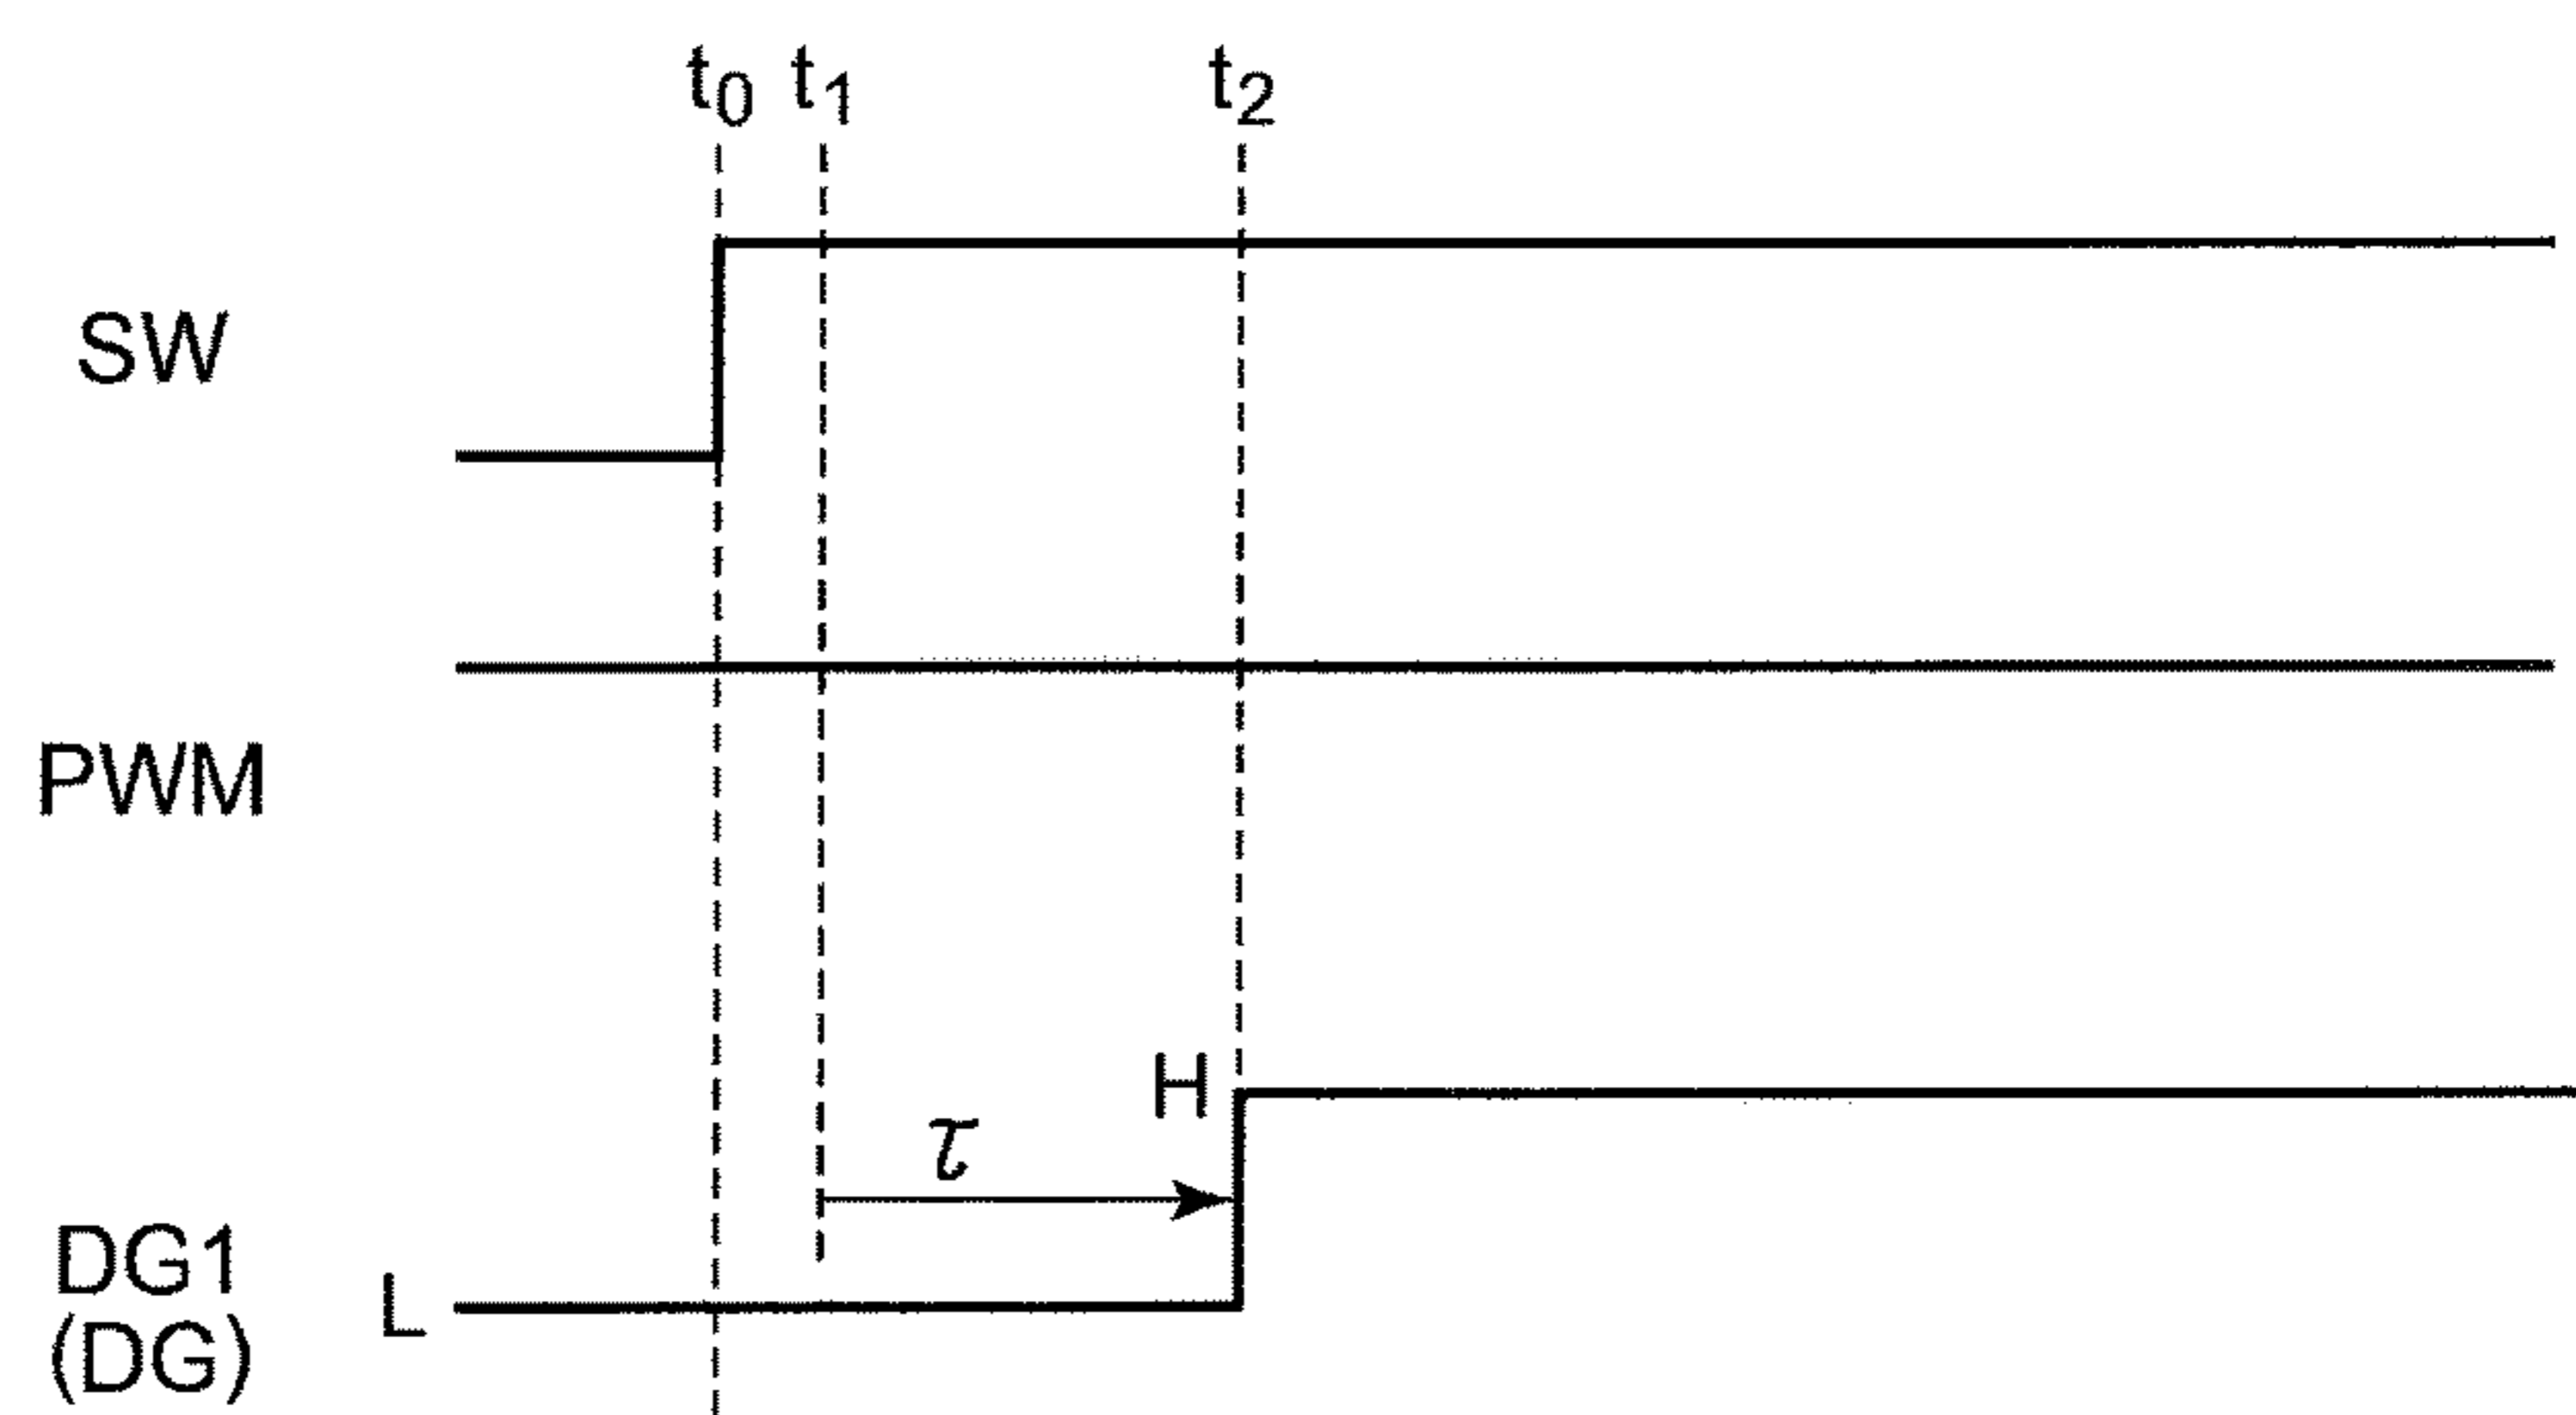 t0 t1 t2
SW
PWM
H
τ
DG1
L
(DG)